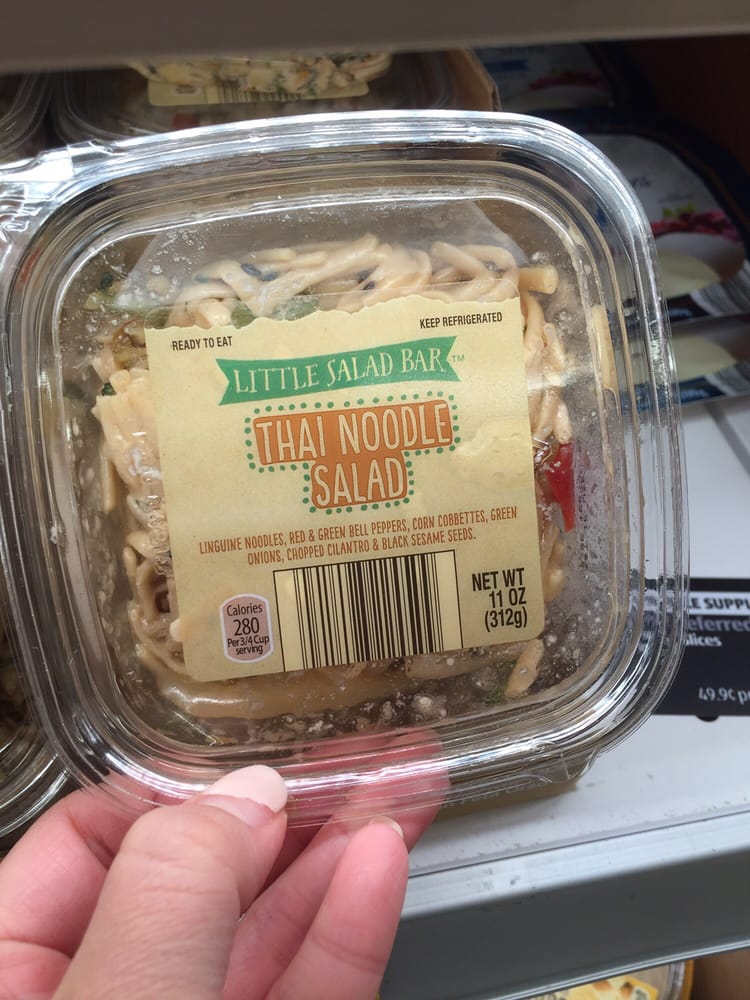 READY TO EAT
KEEP REFRIGERATED
LITTLE SALAD BAR™
THAI NOODLE
SALAD
LINGUINE NOODLES, RED & GREEN BELL PEPPERS, CORN COBBETTES, GREEN
ONIONS, CHOPPED CILANTRO & BLACK SESAME SEEDS.
Calories
280
Per 3/4 Cup
serving
NET WT
11 OZ
(312g)
49.9¢